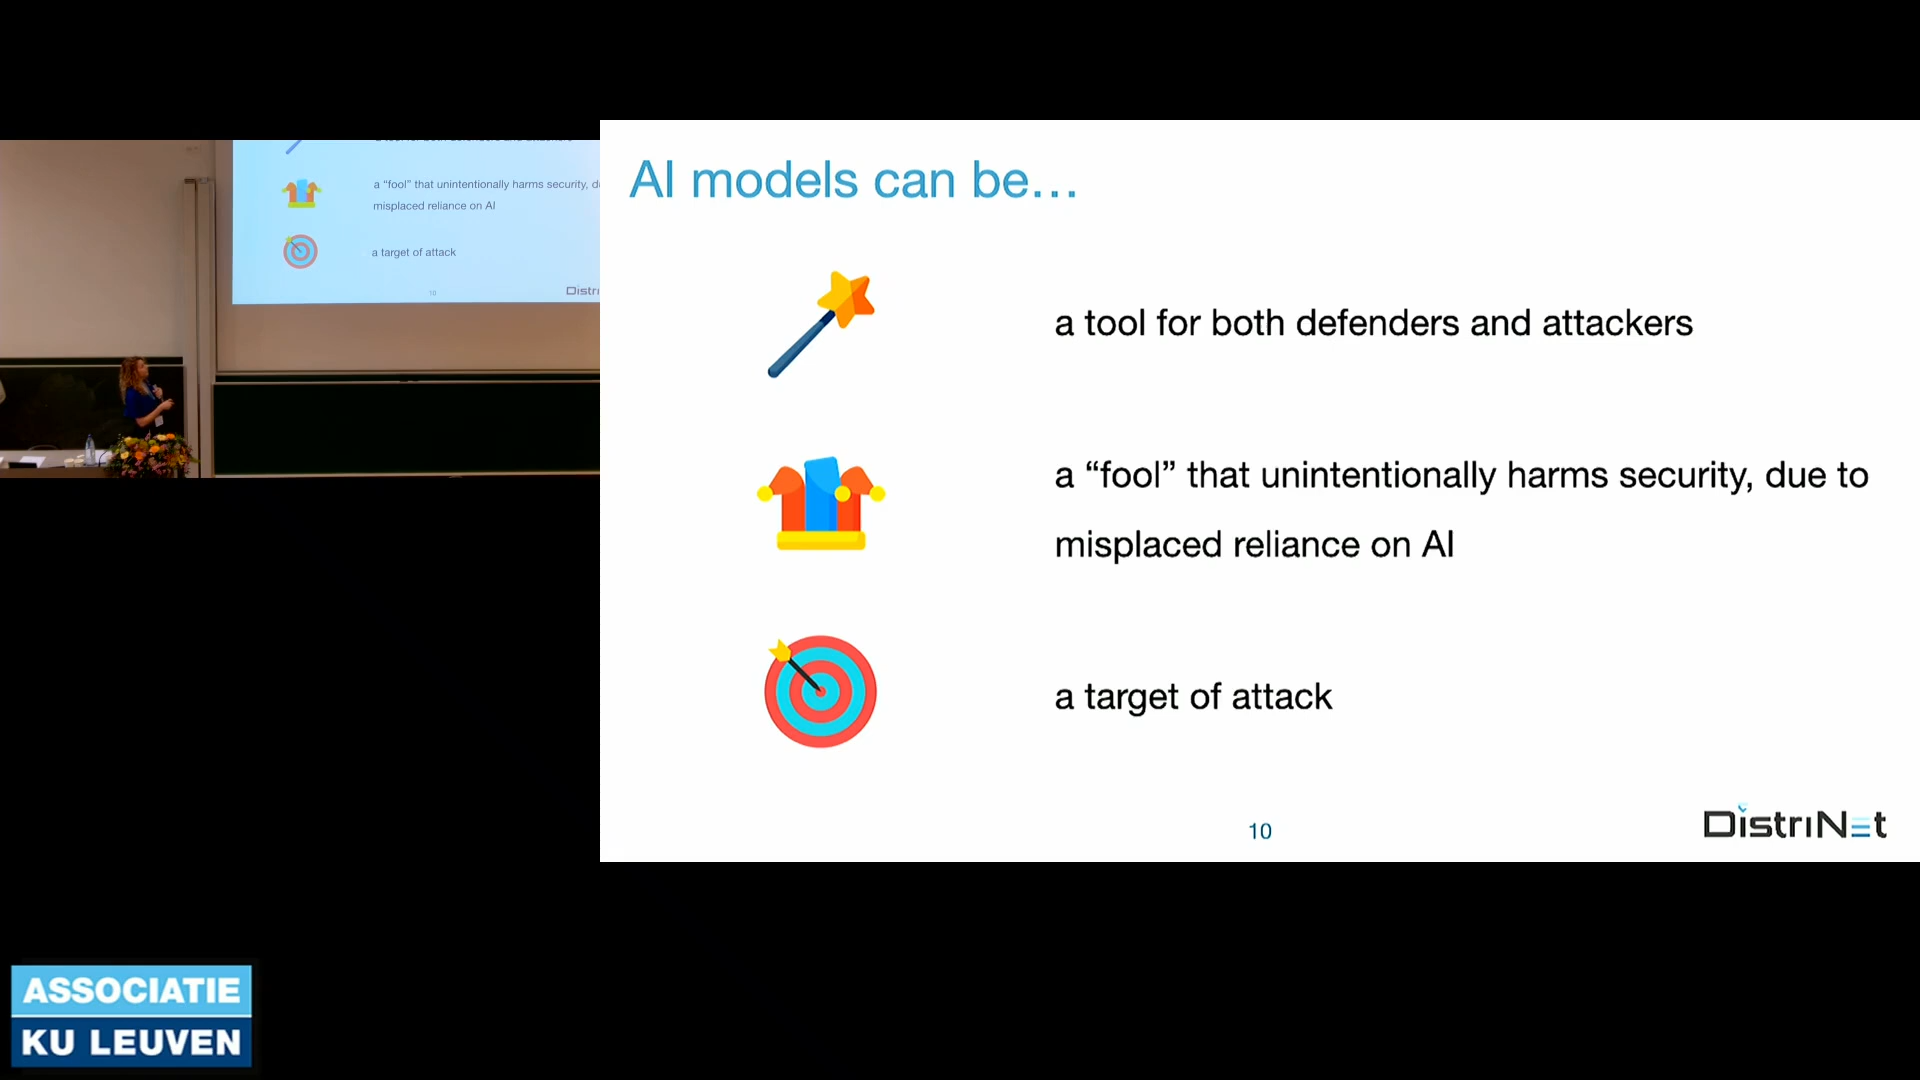 AI models can be...
a tool for both defenders and attackers
a “fool” that unintentionally harms security, due to
misplaced reliance on AI
a target of attack
10
DistriNet
a “fool” that unintentionally harms security, d
misplaced reliance on AI
a target of attack
10
Distri
ASSOCIATIE
KU LEUVEN